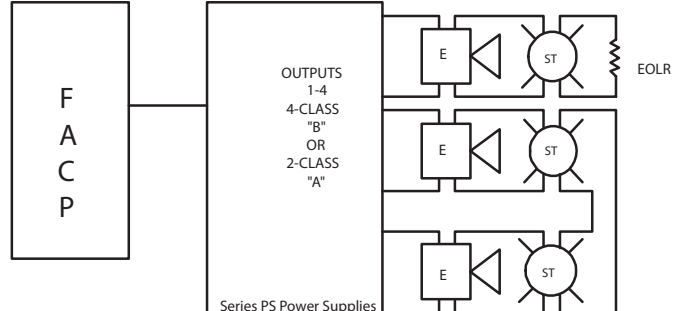 F
A
C
P
OUTPUTS
1-4
4-CLASS
"B"
OR
2-CLASS
"A"
Series PS Power Supplies
E
ST
EOLR
E
ST
E
ST